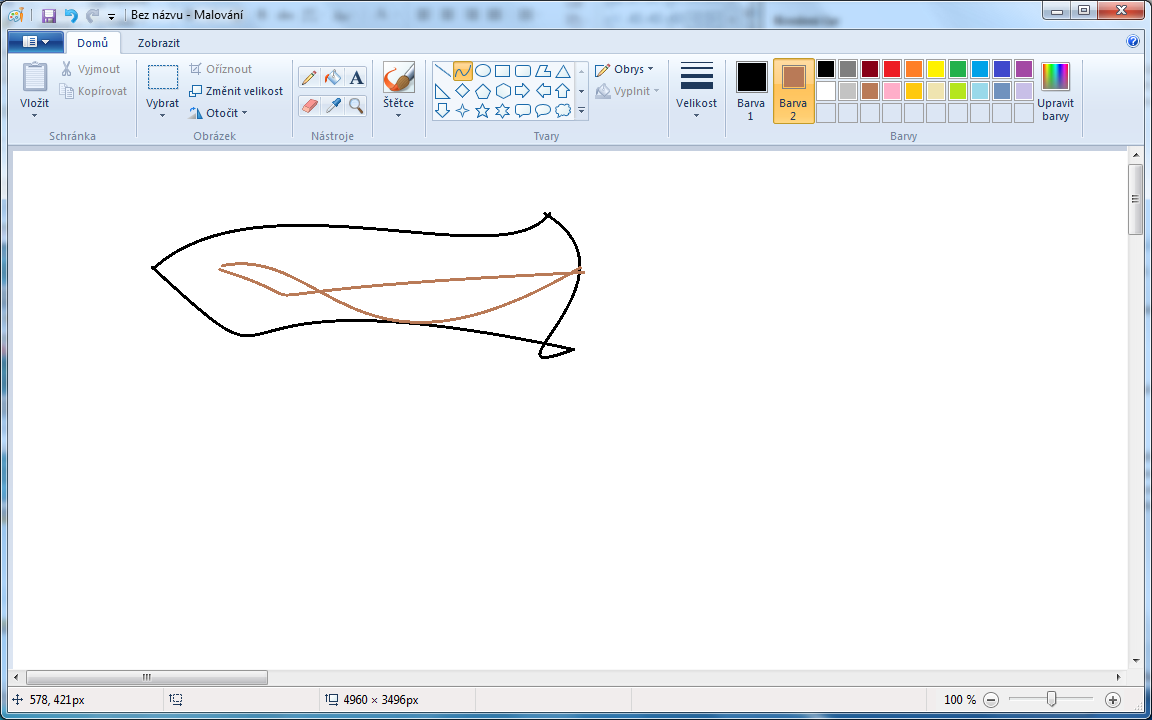 Bez názvu - Malování
Domů
Zobrazit
Vložit
Vyjmout
Kopírovat
Schránka
Vybrat
Oříznout
Změnit velikost
Otočit
Obrázek
A
Nástroje
Štětce
Obrys
Vyplnit
Tvary
Velikost
Barva 1
Barva 2
Upravit barvy
Barvy
578, 421px
4960 × 3496px
100 %